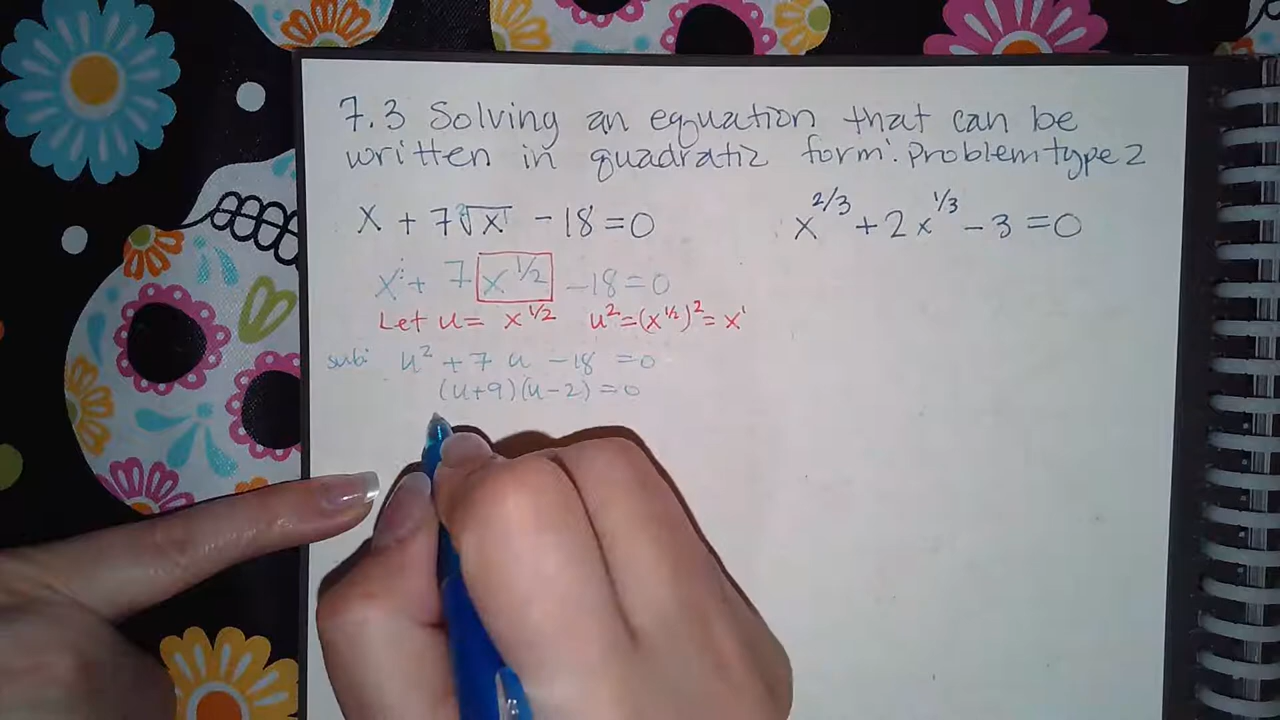 7.3 Solving an equation that can be
written in quadratic form: Problem type 2
x + 7√x - 18 = 0
x¹ + 7 x^1/2 - 18 = 0
Let u = x^1/2 u² = (x^1/2)² = x¹
sub: u² + 7 u - 18 = 0
(u+9)(u-2) = 0
x^2/3 + 2x^1/3 - 3 = 0